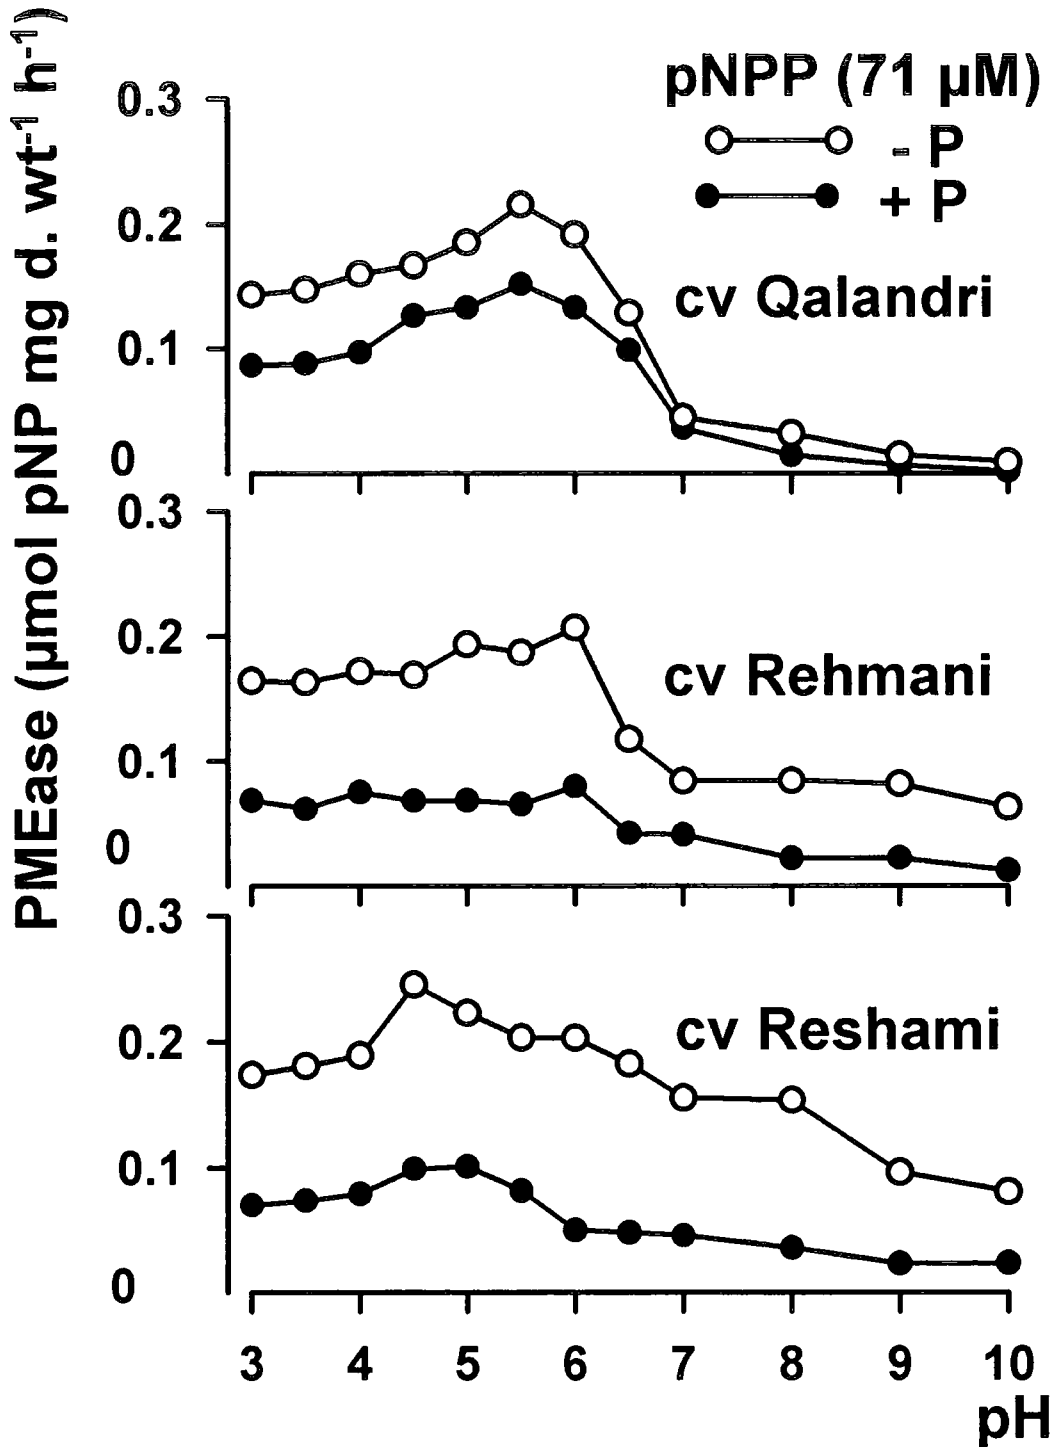 PMEase (µmol pNP mg d. wt⁻¹ h⁻¹)
pNPP (71 µM)
- P
+ P
0.3
0.2
0.1
0
cv Qalandri
0.3
0.2
0.1
0
cv Rehmani
0.3
0.2
0.1
0
cv Reshami
3 4 5 6 7 8 9 10
pH